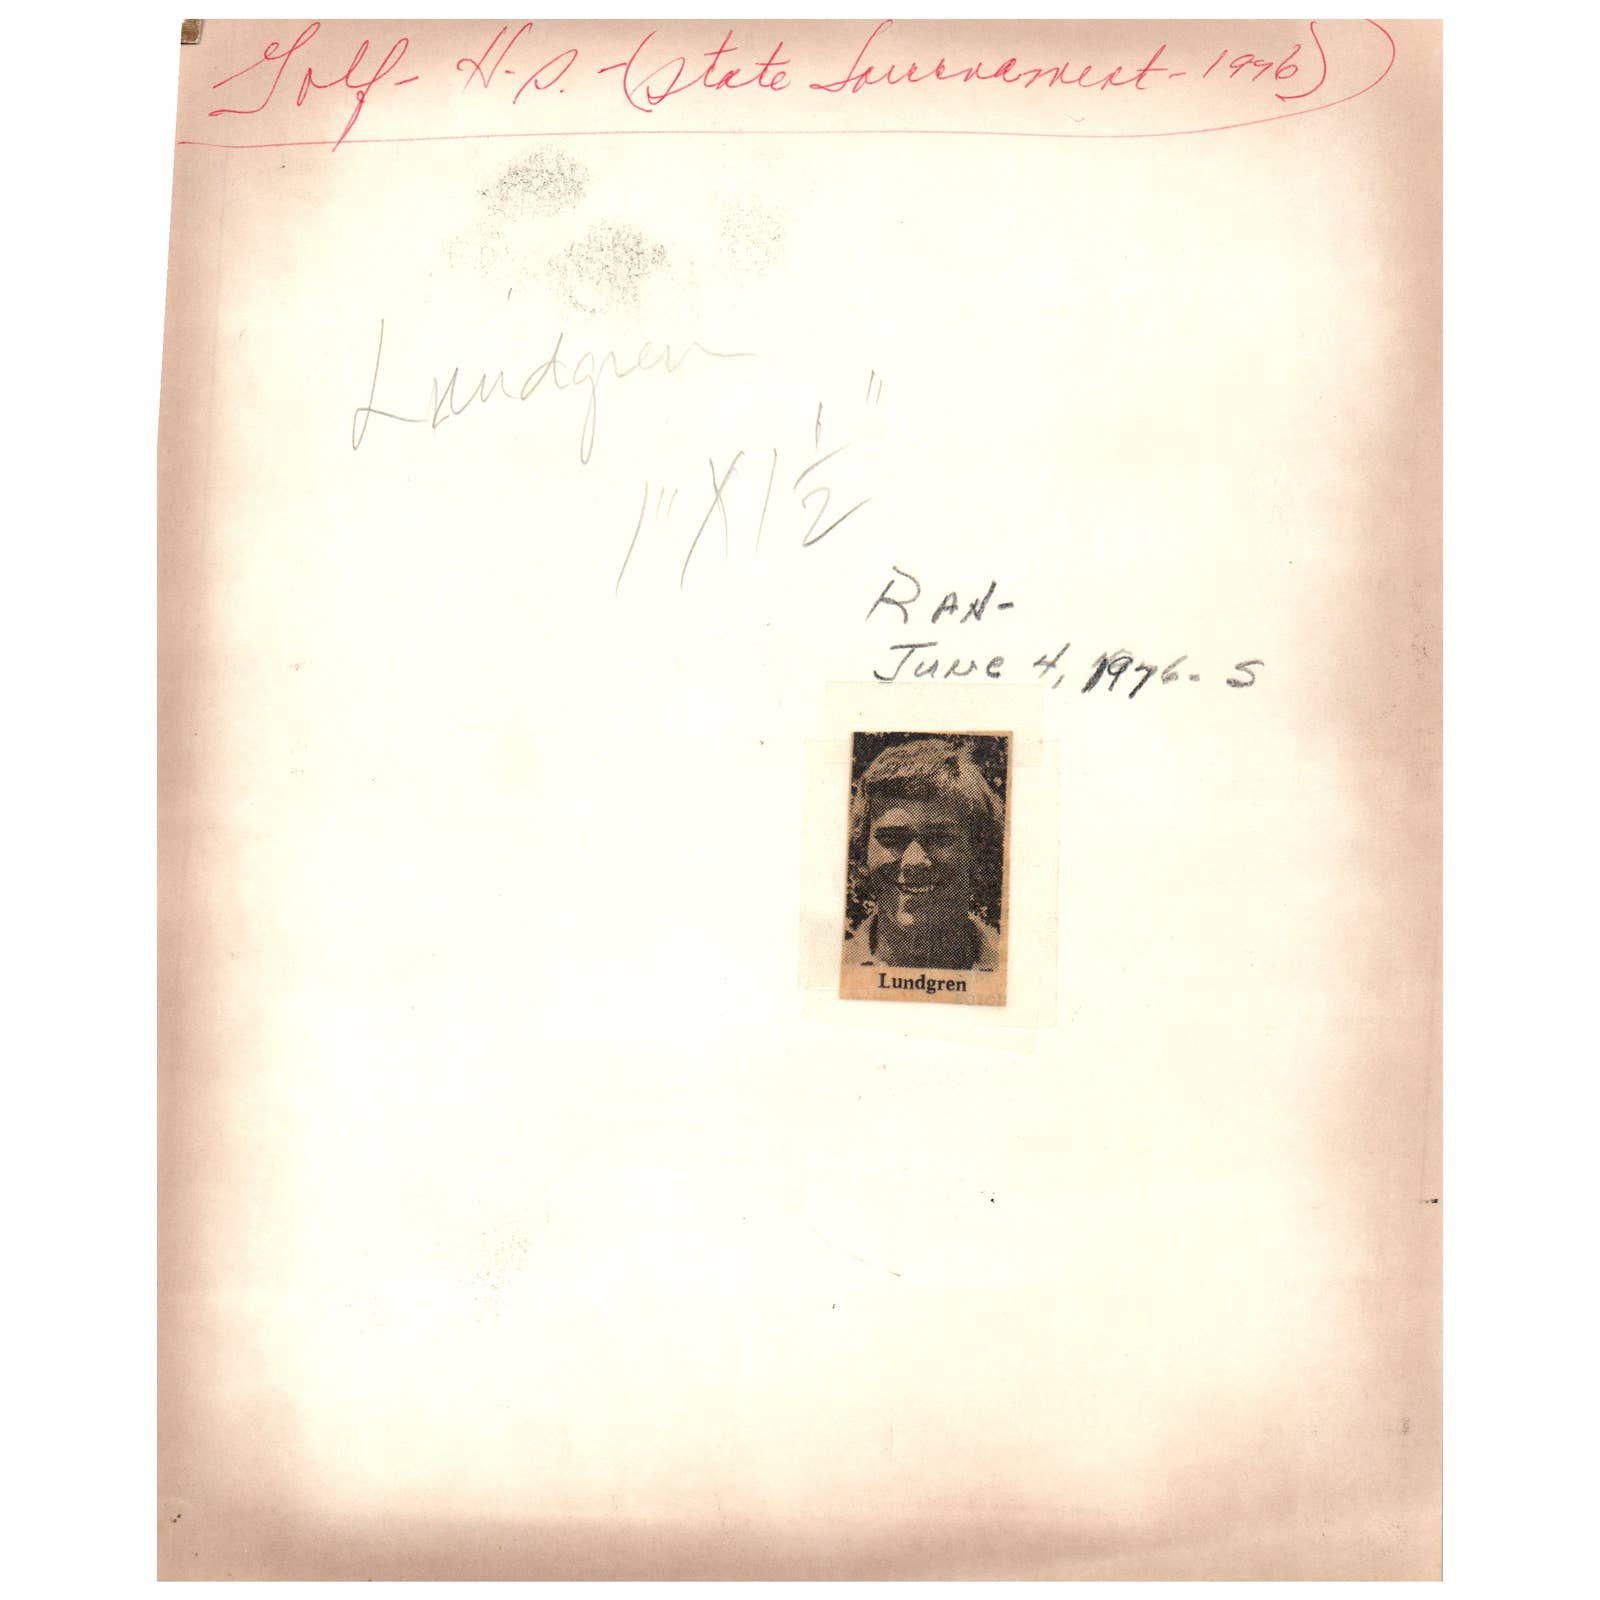 Golf - H.S. - (State Tournament - 1976)
Lundgren
1" X 1 1/2"
RAN -
JUNE 4, 1976 - S
Lundgren